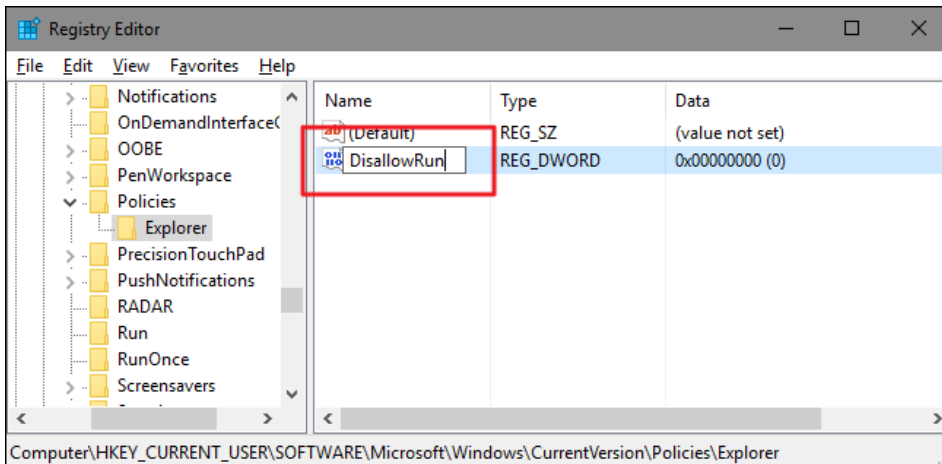 Registry Editor
File Edit View Favorites Help
Notifications
OnDemandInterfaceC
OOBE
PenWorkspace
Policies
Explorer
PrecisionTouchPad
PushNotifications
RADAR
Run
RunOnce
Screensavers
Name Type Data
ab (Default) REG_SZ (value not set)
DisallowRun REG_DWORD 0x00000000 (0)
Computer\HKEY_CURRENT_USER\SOFTWARE\Microsoft\Windows\CurrentVersion\Policies\Explorer